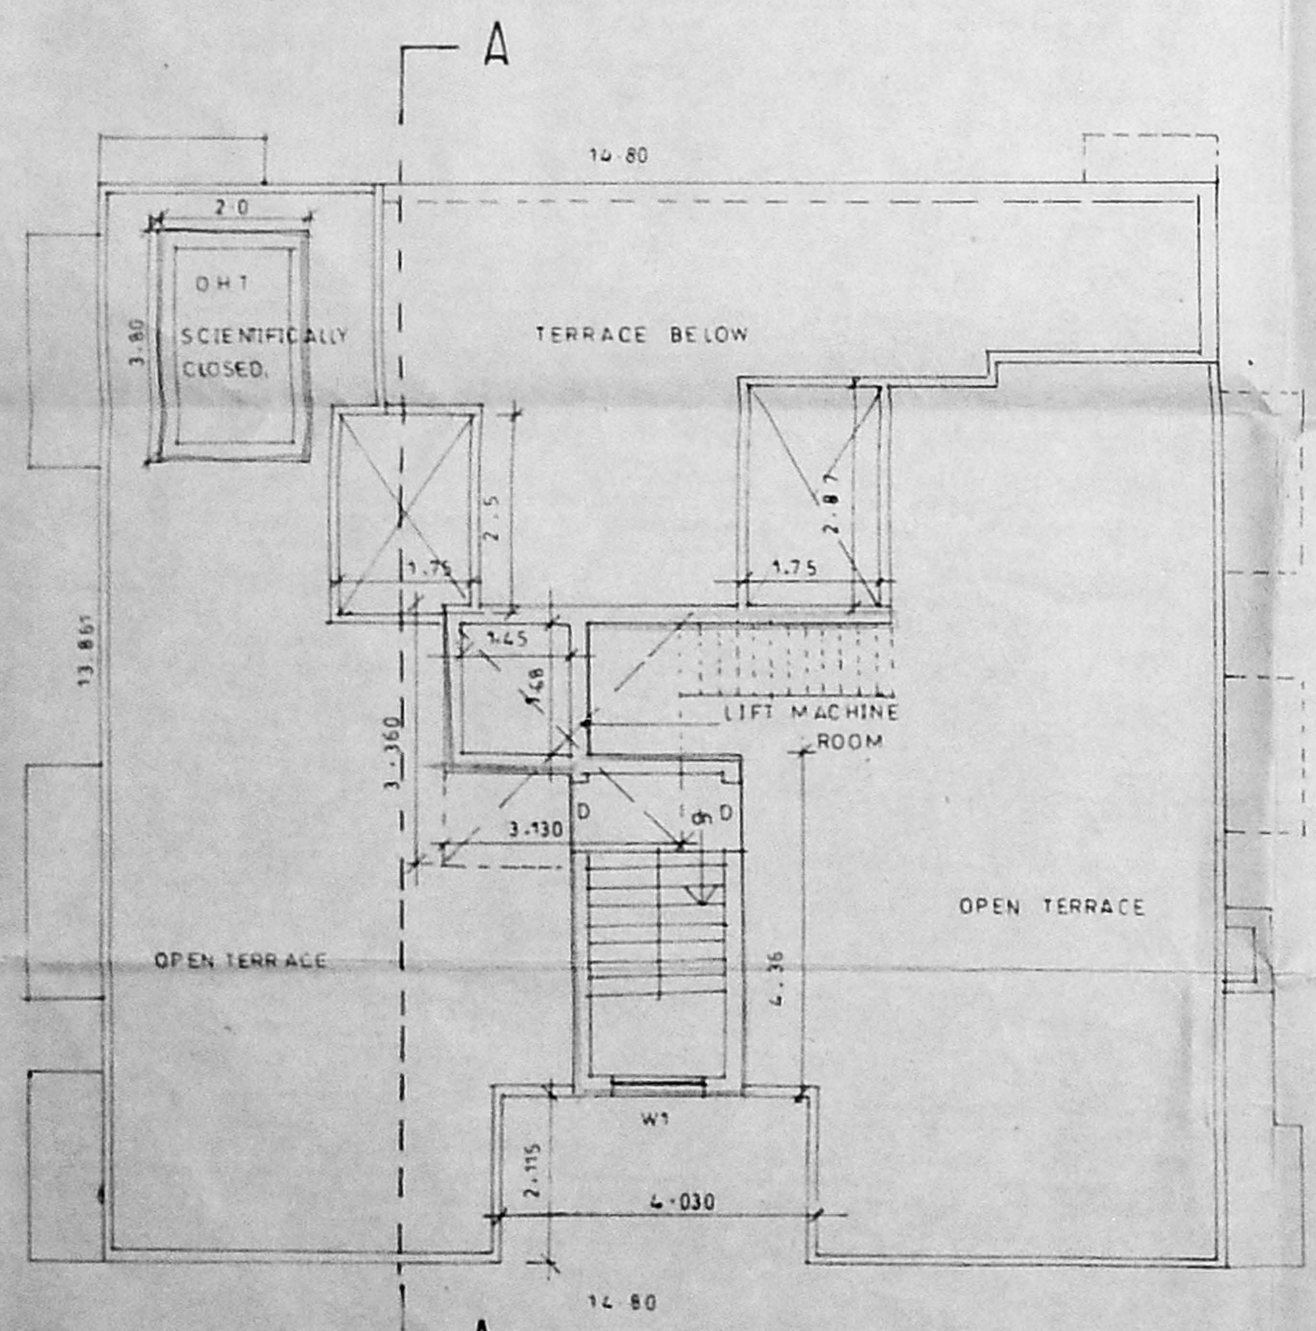 A
14.80
2.0
O H T
3.80
SCIENTIFICALLY
CLOSED.
TERRACE BELOW
2.5
2.87
1.75
1.75
1.45
1.48
13.861
3.360
LIFT MACHINE
ROOM
D
dn D
3.130
OPEN TERRACE
OPEN TERRACE
4.36
W1
2.115
4.030
14.80
A